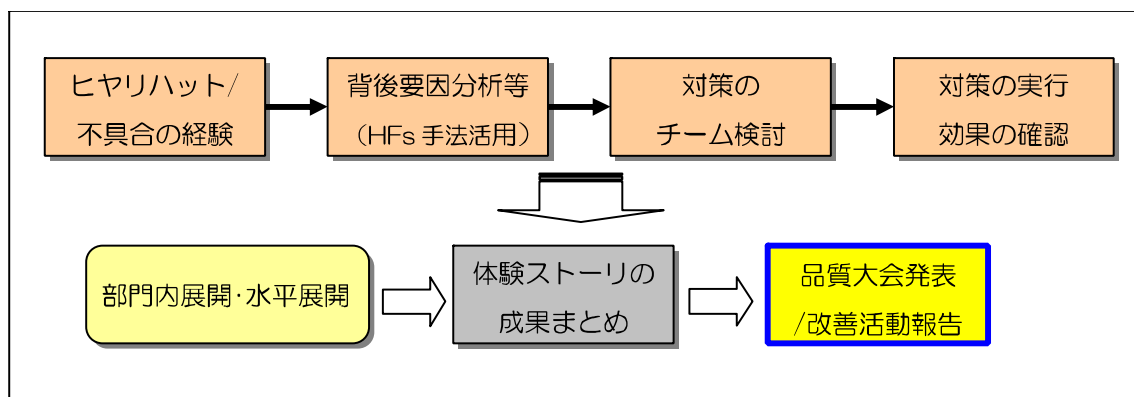 ヒヤリハット/
不具合の経験
背後要因分析等
（HFs 手法活用）
対策の
チーム検討
対策の実行
効果の確認
部門内展開･水平展開
体験ストーリの
成果まとめ
品質大会発表
/改善活動報告